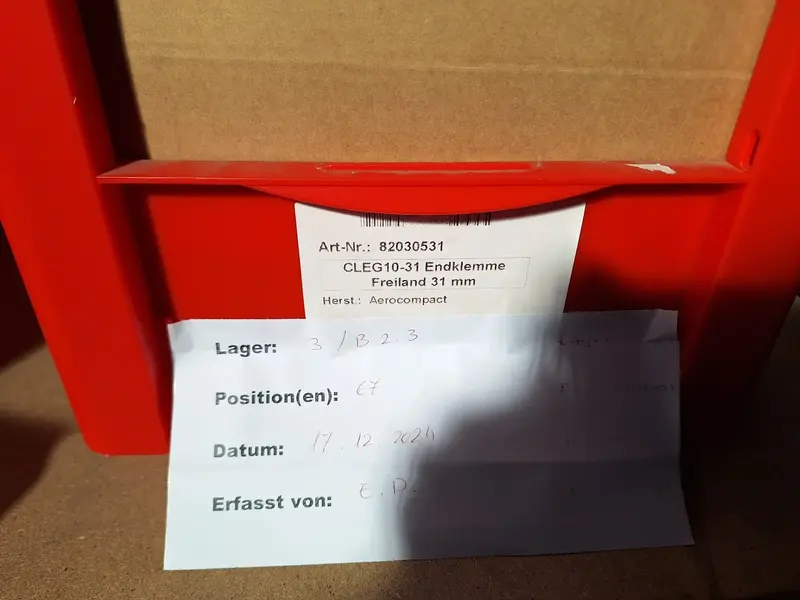 Art-Nr.: 82030531
CLEG10-31 Endklemme
Freiland 31 mm
Herst.: Aerocompact
Lager: 3 / B 2.3
Position(en): 67
Datum: 17.12 2024
Erfasst von: E.P.